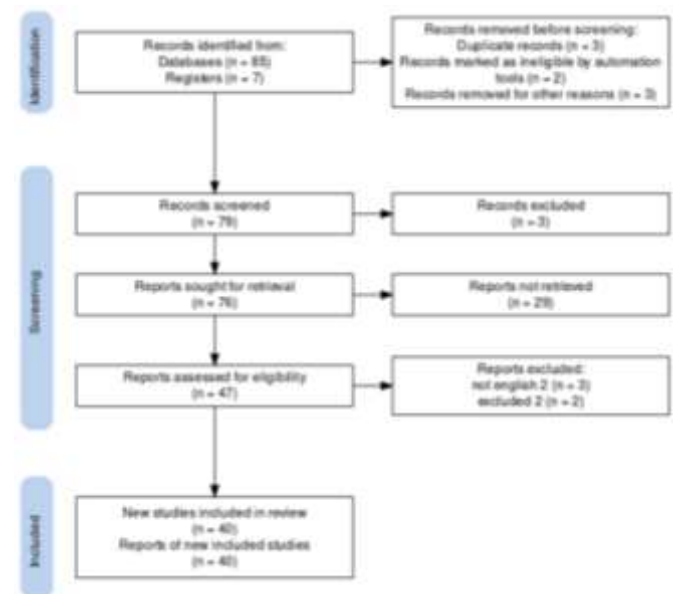 Identification
Records identified from:
Databases (n =
Registers (n = 7)
Records removed before screening:
Duplicate records (n = 3)
Records marked as ineligible by automation
tools (n = 2)
Records removed for other reasons (n = 3)
Screening
Records screened
(n = 79)
Records excluded
(n = 3)
Reports sought for retrieval
(n = 76)
Reports not retrieved
(n = 29)
Reports assessed for eligibility
(n = 47)
Reports excluded:
not english 2 (n = 3)
excluded 2 (n = 2)
Included
New studies included in review
(n = 40)
Reports of new included studies
(n = 40)